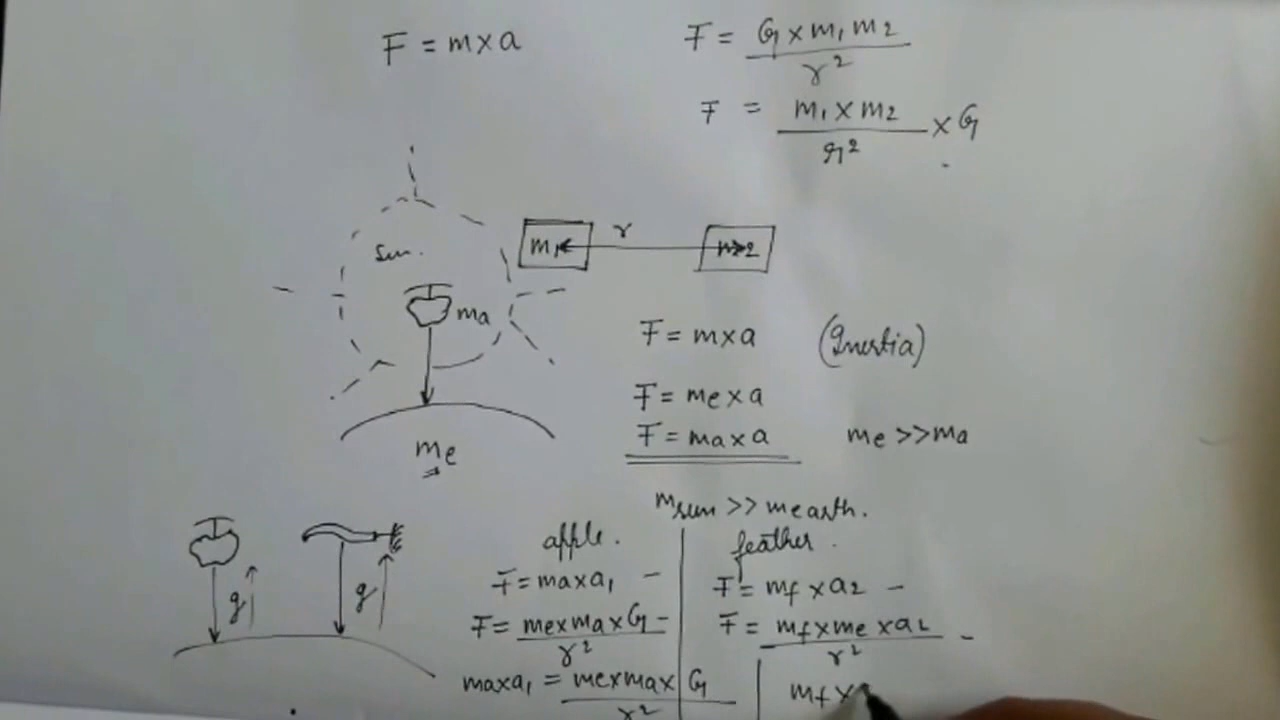 F = m x a
F = G x m1 m2 / r²
F = m1 x m2 / r² x G
Sun.
m1
r
m2
ma
F = m x a (Inertia)
F = me x a
F = ma x a me >> ma
me
msun >> mearth.
apple. feather.
g
g
F = ma x a1 –
F = me x ma x G / r² –
ma x a1 = me x ma x G / r²
F = mf x a2 –
F = mf x me x a2 / r² –
mf x